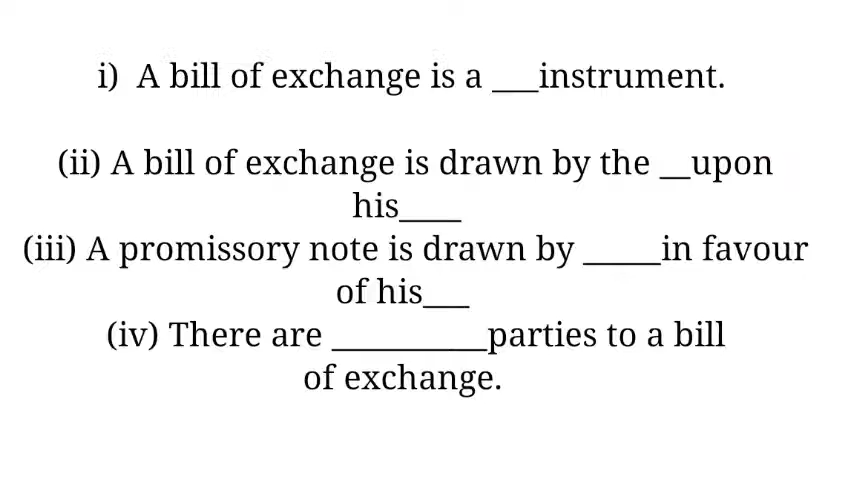 i)  A bill of exchange is a ___instrument.
(ii) A bill of exchange is drawn by the __upon
his____
(iii) A promissory note is drawn by _____in favour
of his___
(iv) There are __________parties to a bill
of exchange.